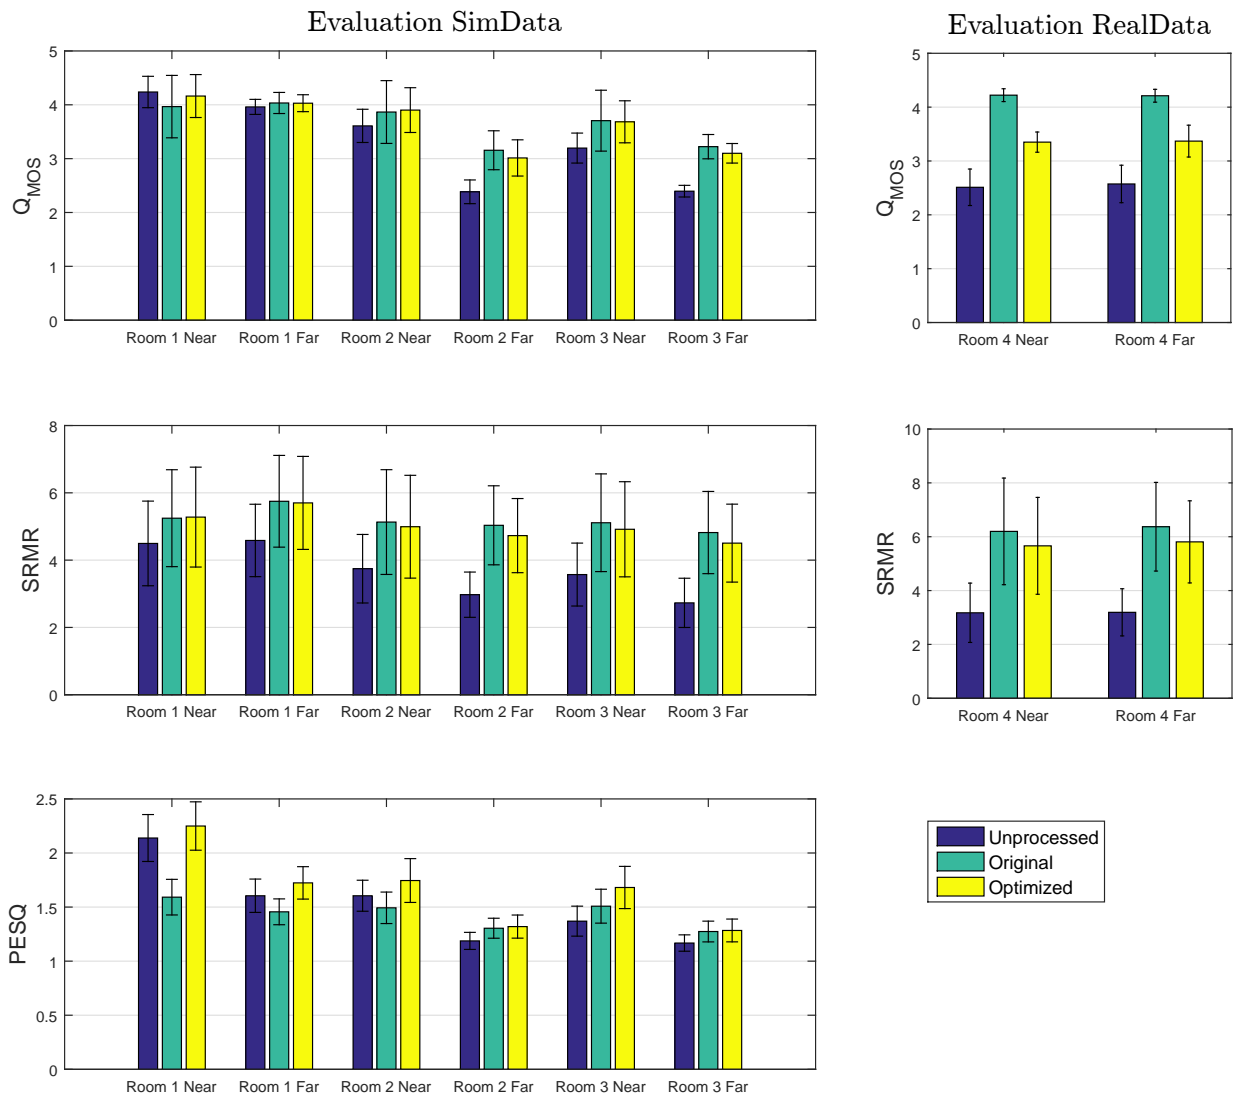 Evaluation SimData
Evaluation RealData
Q_MOS
5
4
3
2
1
0
Room 1 Near
Room 1 Far
Room 2 Near
Room 2 Far
Room 3 Near
Room 3 Far
Q_MOS
5
4
3
2
1
0
Room 4 Near
Room 4 Far
SRMR
8
6
4
2
0
Room 1 Near
Room 1 Far
Room 2 Near
Room 2 Far
Room 3 Near
Room 3 Far
SRMR
10
8
6
4
2
0
Room 4 Near
Room 4 Far
PESQ
2.5
2
1.5
1
0.5
0
Room 1 Near
Room 1 Far
Room 2 Near
Room 2 Far
Room 3 Near
Room 3 Far
Unprocessed
Original
Optimized